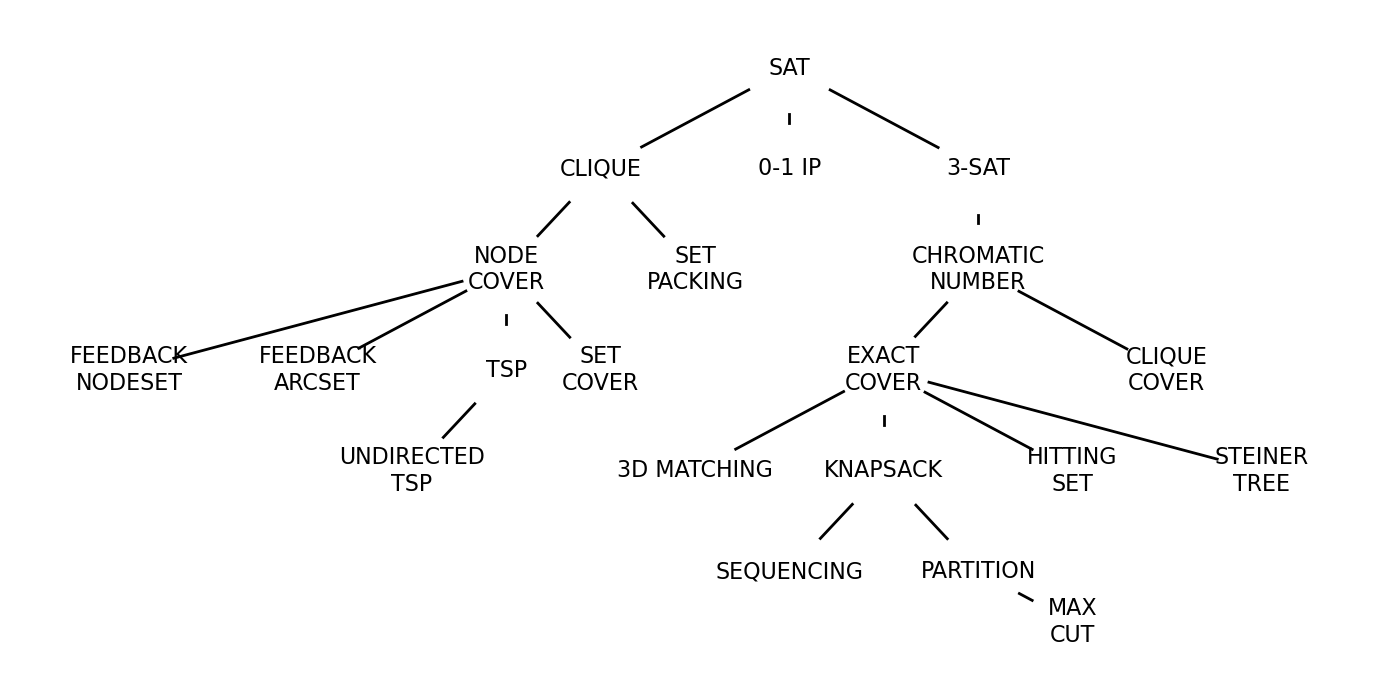 SAT
CLIQUE
0-1 IP
3-SAT
NODE
COVER
SET
PACKING
CHROMATIC
NUMBER
FEEDBACK
NODESET
FEEDBACK
ARCSET
TSP
SET
COVER
EXACT
COVER
CLIQUE
COVER
UNDIRECTED
TSP
3D MATCHING
KNAPSACK
HITTING
SET
STEINER
TREE
SEQUENCING
PARTITION
MAX
CUT